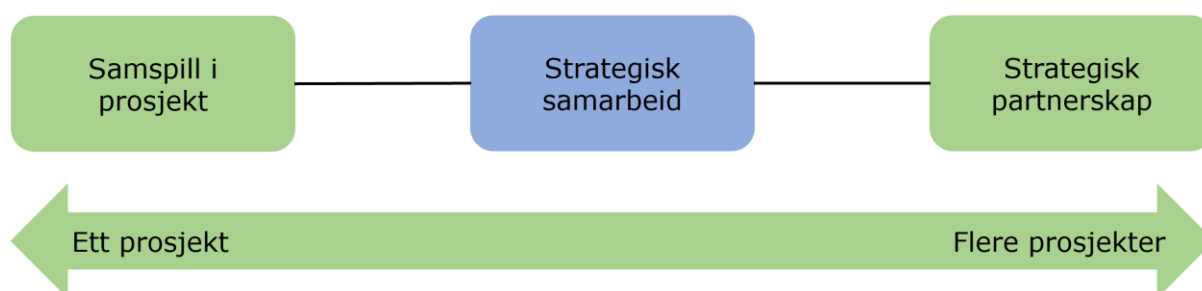 Samspill i
prosjekt
Strategisk
samarbeid
Strategisk
partnerskap
Ett prosjekt
Flere prosjekter